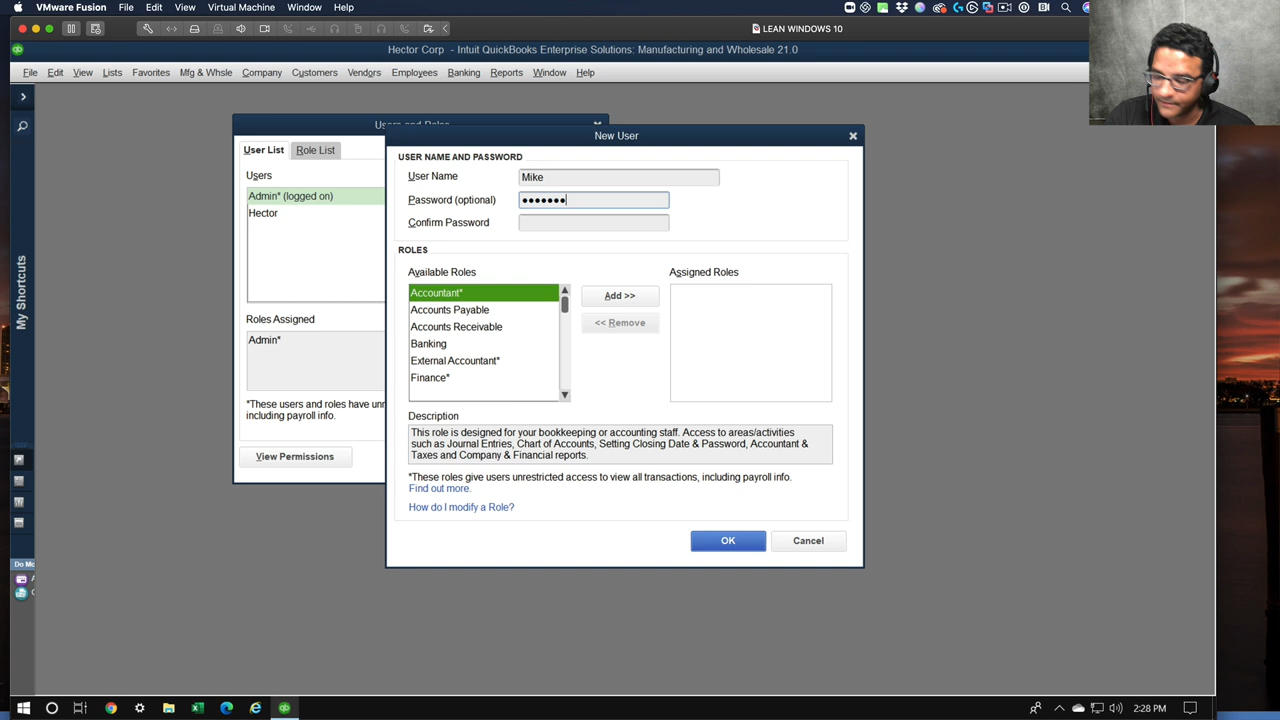 VMware Fusion File Edit View Virtual Machine Window Help
LEAN WINDOWS 10
Hector Corp - Intuit QuickBooks Enterprise Solutions: Manufacturing and Wholesale 21.0
File Edit View Lists Favorites Mfg & Whsle Company Customers Vendors Employees Banking Reports Window Help
My Shortcuts
User List Role List
Users
Admin* (logged on)
Hector
Roles Assigned
Admin*
*These users and roles have
including payroll info.
View Permissions
New User
USER NAME AND PASSWORD
User Name Mike
Password (optional) •••••••
Confirm Password
ROLES
Available Roles
Accountant*
Accounts Payable
Accounts Receivable
Banking
External Accountant*
Finance*
Add >>
<< Remove
Assigned Roles
Description
This role is designed for your bookkeeping or accounting staff. Access to areas/activities
such as Journal Entries, Chart of Accounts, Setting Closing Date & Password, Accountant &
Taxes and Company & Financial reports.
*These roles give users unrestricted access to view all transactions, including payroll info.
Find out more.
How do I modify a Role?
OK Cancel
2:28 PM